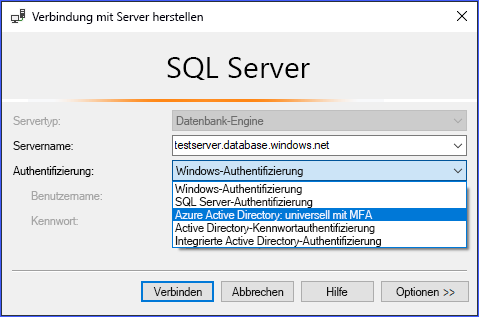 Verbindung mit Server herstellen
SQL Server
Servertyp: Datenbank-Engine
Servername: testserver.database.windows.net
Authentifizierung: Windows-Authentifizierung
Windows-Authentifizierung
Benutzername: SQL Server-Authentifizierung
Azure Active Directory: universell mit MFA
Kennwort: Active Directory-Kennwortauthentifizierung
Integrierte Active Directory-Authentifizierung
Verbinden Abbrechen Hilfe Optionen >>